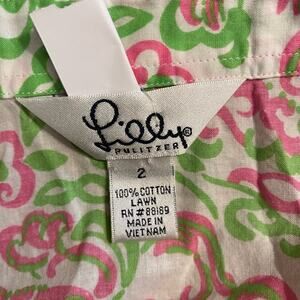 Lilly®
PULITZER
2
100% COTTON
LAWN
RN #88189
MADE IN
VIETNAM